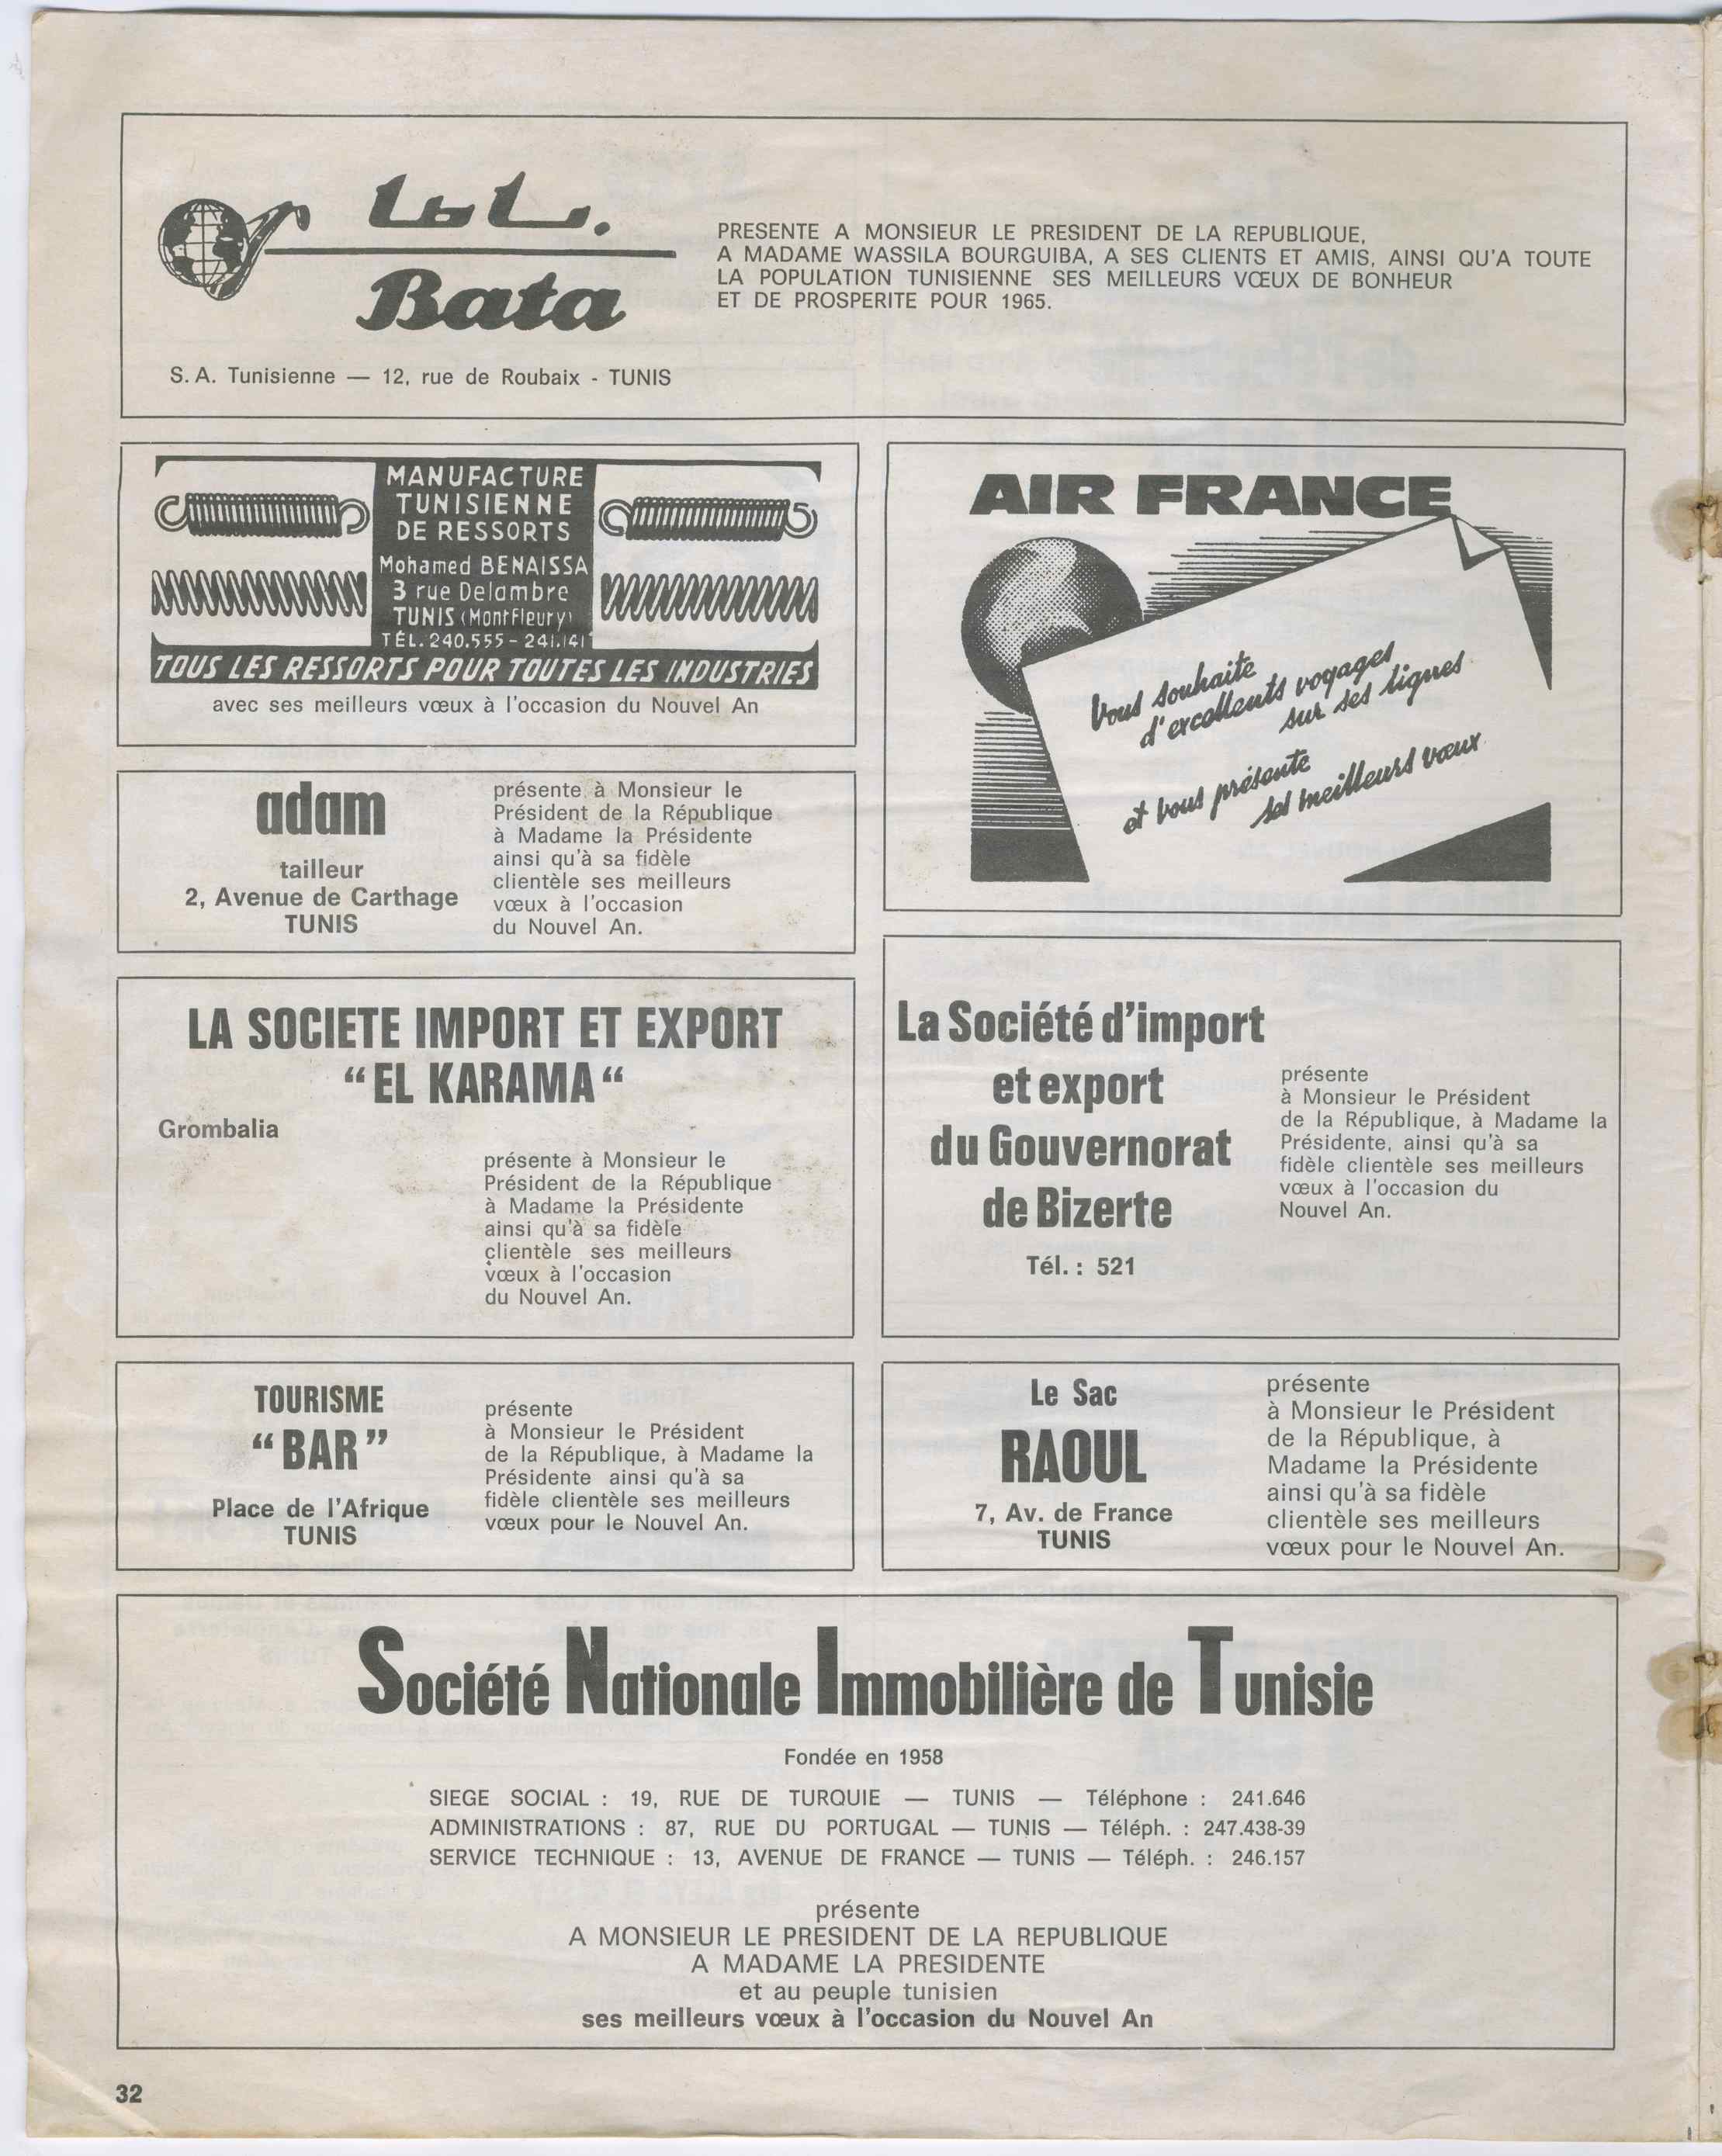 باطا.
Bata
S.A. Tunisienne — 12, rue de Roubaix - TUNIS
PRESENTE A MONSIEUR LE PRESIDENT DE LA REPUBLIQUE,
A MADAME WASSILA BOURGUIBA, A SES CLIENTS ET AMIS, AINSI QU'A TOUTE
LA POPULATION TUNISIENNE SES MEILLEURS VŒUX DE BONHEUR
ET DE PROSPERITE POUR 1965.
MANUFACTURE
TUNISIENNE
DE RESSORTS
Mohamed BENAISSA
3 rue Delambre
TUNIS (Montfleury)
TÉL. 240.555 - 241.141
TOUS LES RESSORTS POUR TOUTES LES INDUSTRIES
avec ses meilleurs vœux à l'occasion du Nouvel An
AIR FRANCE
Vous souhaite
d'excellents voyages
sur ses lignes
et vous présente
ses meilleurs vœux
adam
tailleur
2, Avenue de Carthage
TUNIS
présente à Monsieur le
Président de la République
à Madame la Présidente
ainsi qu'à sa fidèle
clientèle ses meilleurs
vœux à l'occasion
du Nouvel An.
LA SOCIETE IMPORT ET EXPORT
“EL KARAMA“
Grombalia
présente à Monsieur le
Président de la République
à Madame la Présidente
ainsi qu'à sa fidèle
clientèle ses meilleurs
vœux à l'occasion
du Nouvel An.
La Société d'import
et export
du Gouvernorat
de Bizerte
Tél. : 521
présente
à Monsieur le Président
de la République, à Madame la
Présidente, ainsi qu'à sa
fidèle clientèle ses meilleurs
vœux à l'occasion du
Nouvel An.
TOURISME
“BAR”
Place de l'Afrique
TUNIS
présente
à Monsieur le Président
de la République, à Madame la
Présidente ainsi qu'à sa
fidèle clientèle ses meilleurs
vœux pour le Nouvel An.
Le Sac
RAOUL
7, Av. de France
TUNIS
présente
à Monsieur le Président
de la République, à
Madame la Présidente
ainsi qu'à sa fidèle
clientèle ses meilleurs
vœux pour le Nouvel An.
Société Nationale Immobilière de Tunisie
Fondée en 1958
SIEGE SOCIAL : 19, RUE DE TURQUIE — TUNIS — Téléphone : 241.646
ADMINISTRATIONS : 87, RUE DU PORTUGAL — TUNIS — Téléph. : 247.438-39
SERVICE TECHNIQUE : 13, AVENUE DE FRANCE — TUNIS — Téléph. : 246.157
présente
A MONSIEUR LE PRESIDENT DE LA REPUBLIQUE
A MADAME LA PRESIDENTE
et au peuple tunisien
ses meilleurs vœux à l'occasion du Nouvel An
32